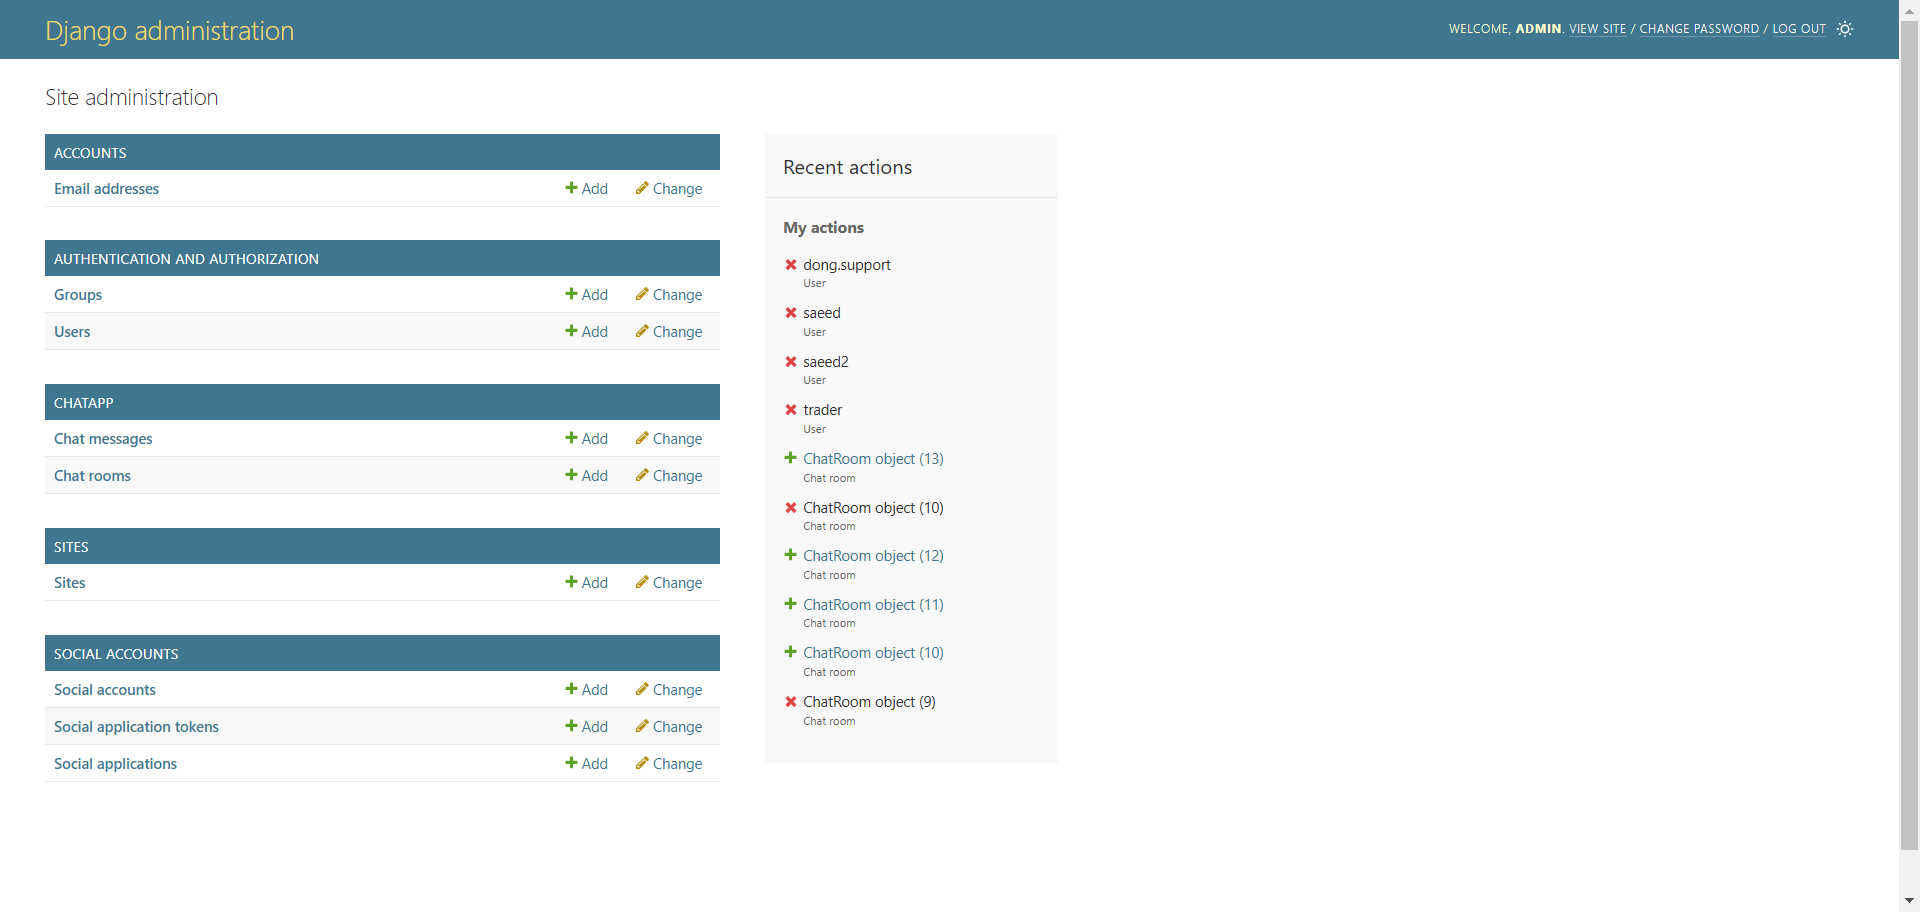 Django administration
WELCOME, ADMIN. VIEW SITE / CHANGE PASSWORD / LOG OUT
Site administration
ACCOUNTS
Email addresses Add Change
AUTHENTICATION AND AUTHORIZATION
Groups Add Change
Users Add Change
CHATAPP
Chat messages Add Change
Chat rooms Add Change
SITES
Sites Add Change
SOCIAL ACCOUNTS
Social accounts Add Change
Social application tokens Add Change
Social applications Add Change
Recent actions
My actions
dong.support
User
saeed
User
saeed2
User
trader
User
ChatRoom object (13)
Chat room
ChatRoom object (10)
Chat room
ChatRoom object (12)
Chat room
ChatRoom object (11)
Chat room
ChatRoom object (10)
Chat room
ChatRoom object (9)
Chat room